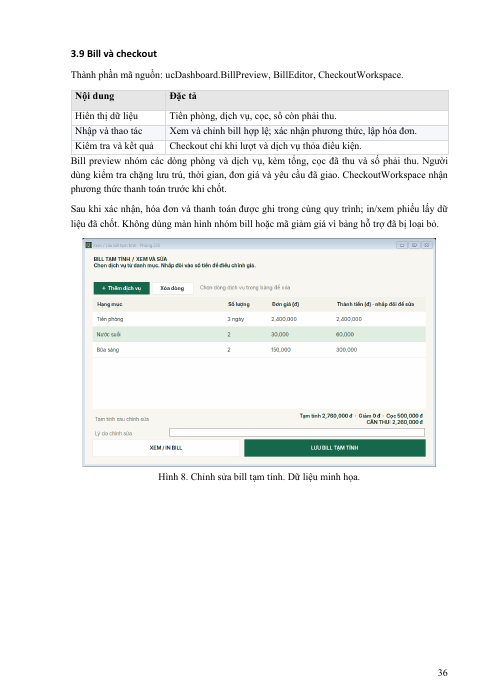 3.9 Bill và checkout
Thành phần mã nguồn: ucDashboard.BillPreview, BillEditor, CheckoutWorkspace.
Nội dung Đặc tả
Hiển thị dữ liệu Tiền phòng, dịch vụ, cọc, số còn phải thu.
Nhập và thao tác Xem và chỉnh bill hợp lệ; xác nhận phương thức, lập hóa đơn.
Kiểm tra và kết quả Checkout chỉ khi lượt và dịch vụ thỏa điều kiện.
Bill preview nhóm các dòng phòng và dịch vụ, kèm tổng, cọc đã thu và số phải thu. Người
dùng kiểm tra chặng lưu trú, thời gian, đơn giá và yêu cầu đã giao. CheckoutWorkspace nhận
phương thức thanh toán trước khi chốt.
Sau khi xác nhận, hóa đơn và thanh toán được ghi trong cùng quy trình; in/xem phiếu lấy dữ
liệu đã chốt. Không dùng màn hình nhóm bill hoặc mã giảm giá vì bảng hỗ trợ đã bị loại bỏ.
BILL TẠM TÍNH / XEM VÀ SỬA
Chọn dịch vụ từ danh mục. Nhấp đôi vào số tiền để điều chỉnh giá.
+ Thêm dịch vụ Xóa dòng Chọn dòng dịch vụ trong bảng để xóa
Hạng mục Số lượng Đơn giá (đ) Thành tiền (đ) - nhấp đôi để sửa
Tiền phòng 3 ngày 2,400,000 2,400,000
Nước suối 2 30,000 60,000
Bữa sáng 2 150,000 300,000
Tạm tính sau chỉnh sửa Tạm tính 2,760,000 đ · Giảm 0 đ · Cọc 500,000 đ
CẦN THU: 2,260,000 đ
Lý do chỉnh sửa
XEM / IN BILL LƯU BILL TẠM TÍNH
Hình 8. Chỉnh sửa bill tạm tính. Dữ liệu minh họa.
36